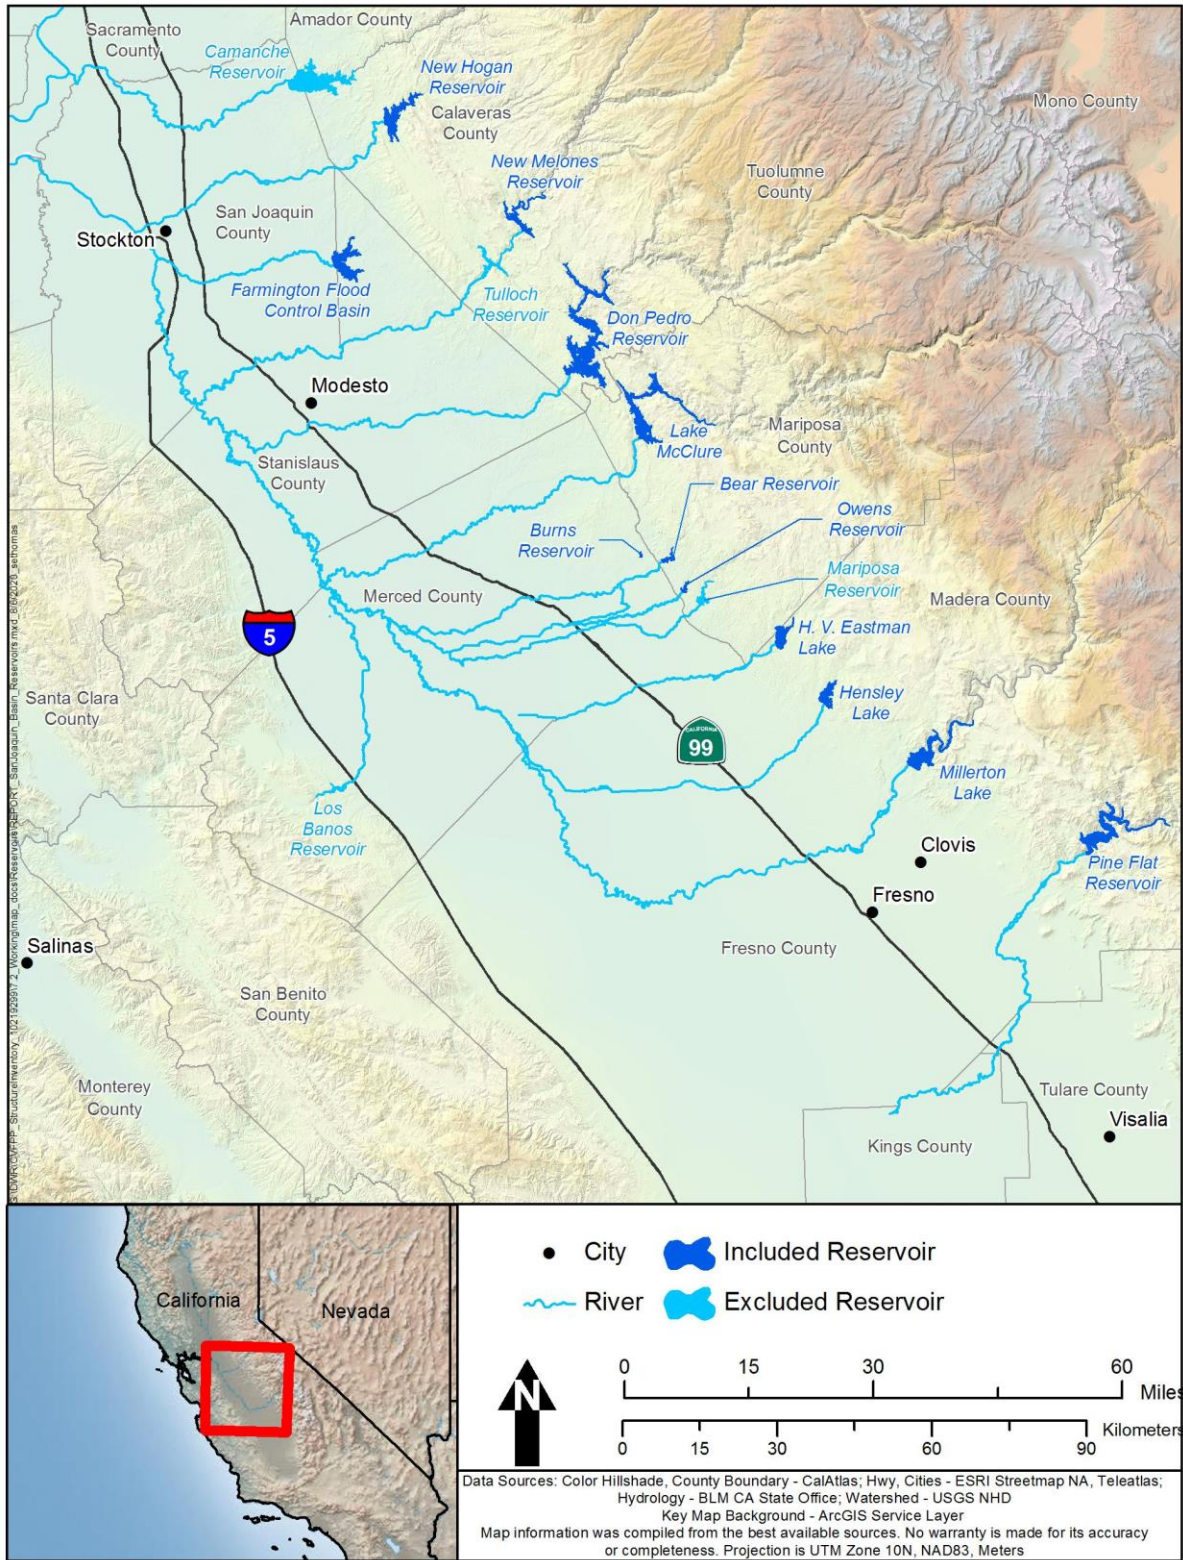 Amador County
Sacramento
County
Camanche
Reservoir
New Hogan
Reservoir
Calaveras
County
Mono County
New Melones
Reservoir
Tuolumne
County
San Joaquin
County
Stockton
Farmington Flood
Control Basin
Tulloch
Reservoir
Don Pedro
Reservoir
Modesto
Lake
McClure
Mariposa
County
Stanislaus
County
Bear Reservoir
Owens
Reservoir
Burns
Reservoir
Mariposa
Reservoir
Merced County
Madera County
5
H. V. Eastman
Lake
Santa Clara
County
Hensley
Lake
CALIFORNIA
99
Millerton
Lake
Los
Banos
Reservoir
Clovis
Pine Flat
Reservoir
Fresno
Salinas
Fresno County
San Benito
County
Monterey
County
Tulare County
Visalia
Kings County
California
Nevada
City
Included Reservoir
River
Excluded Reservoir
N
0 15 30 60
Miles
Kilometers
0 15 30 60 90
Data Sources: Color Hillshade, County Boundary - CalAtlas; Hwy, Cities - ESRI Streetmap NA, Teleatlas;
Hydrology - BLM CA State Office; Watershed - USGS NHD
Key Map Background - ArcGIS Service Layer
Map information was compiled from the best available sources. No warranty is made for its accuracy
or completeness. Projection is UTM Zone 10N, NAD83, Meters